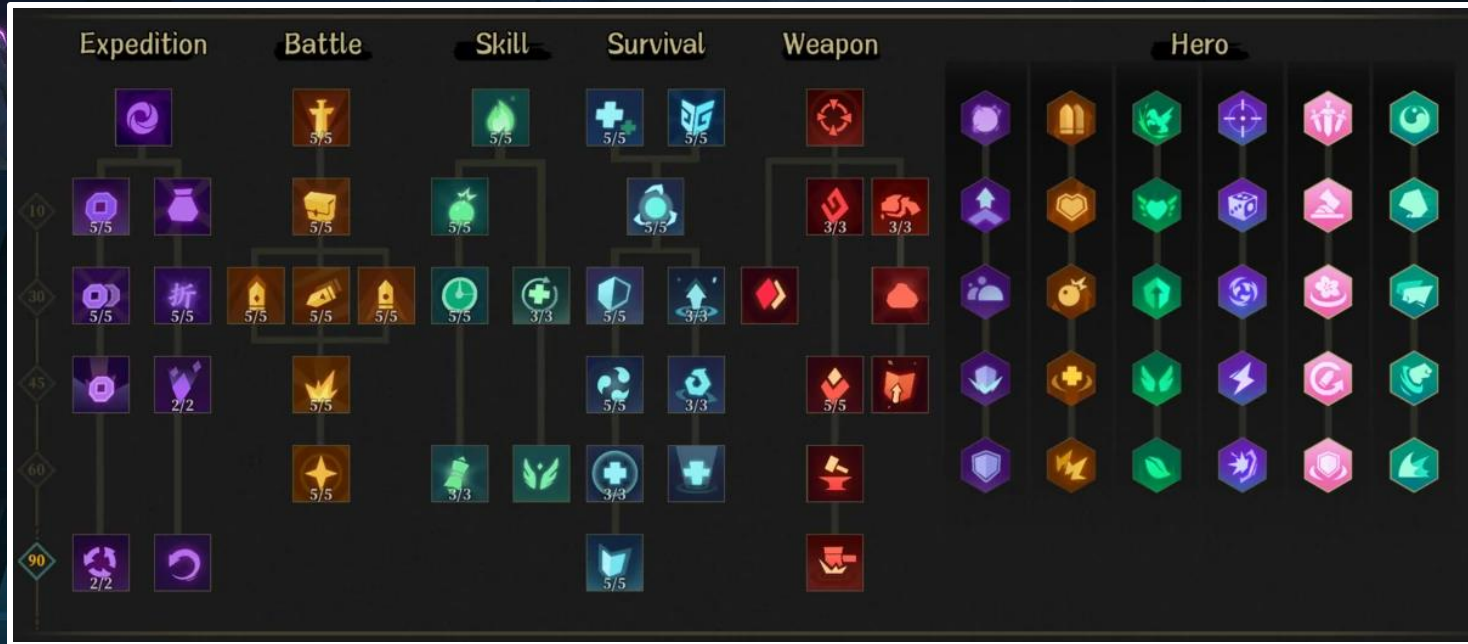 Expedition Battle Skill Survival Weapon Hero
5/5 5/5 5/5 5/5
10 5/5 5/5 5/5 5/5 3/3 3/3
30 5/5 折 5/5 5/5 5/5 5/5 5/5 3/3 5/5 3/3
45 2/2 5/5 5/5 3/3 5/5
60 5/5 3/3 3/3
90 2/2 5/5